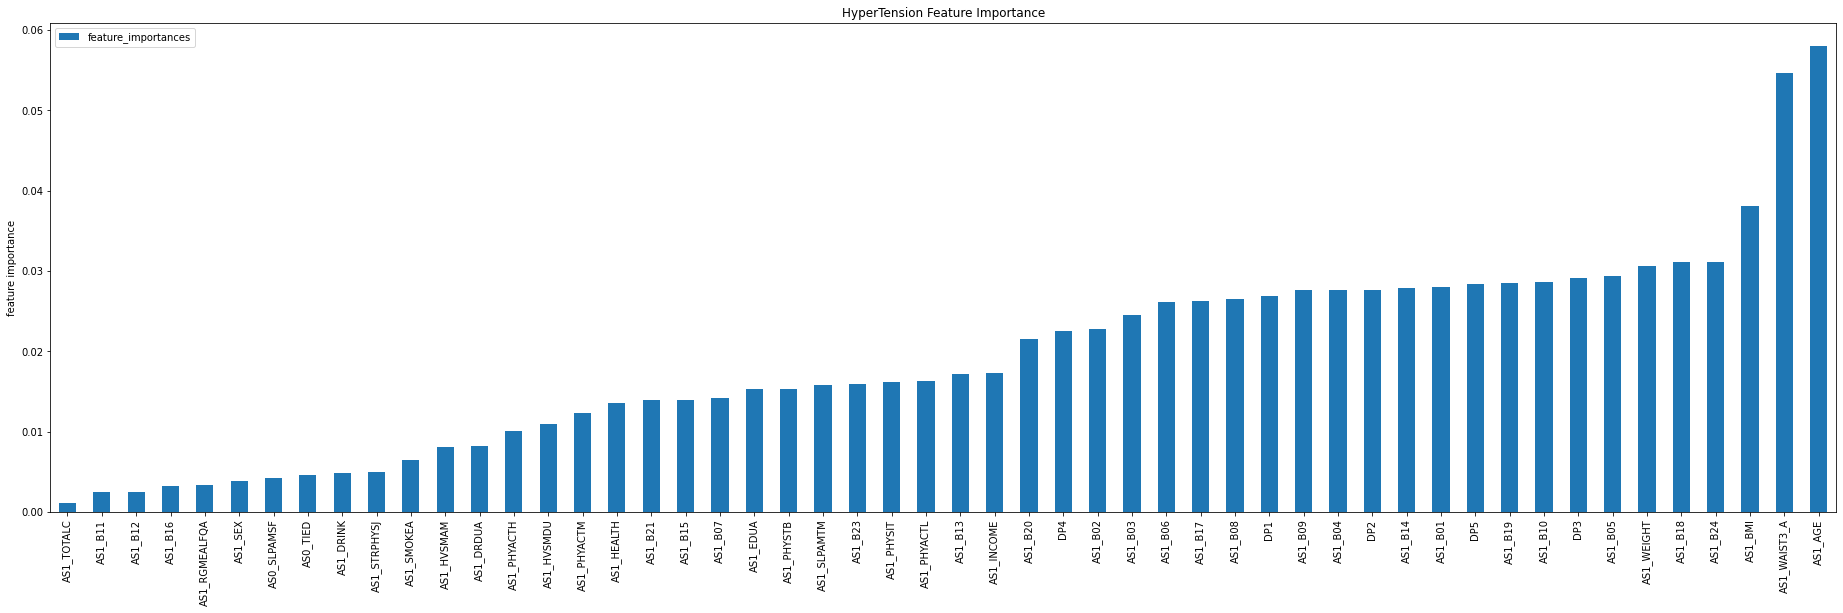 HyperTension Feature Importance
feature_importances
feature importance
0.06
0.05
0.04
0.03
0.02
0.01
0.00
AS1_TOTALC
AS1_B11
AS1_B12
AS1_B16
AS1_RGMEALFQA
AS1_SEX
AS0_SLPAMSF
AS0_TIED
AS1_DRINK
AS1_STRPHYSJ
AS1_SMOKEA
AS1_HVSMAM
AS1_DRDUA
AS1_PHYACTH
AS1_HVSMDU
AS1_PHYACTM
AS1_HEALTH
AS1_B21
AS1_B15
AS1_B07
AS1_EDUA
AS1_PHYSTB
AS1_SLPAMTM
AS1_B23
AS1_PHYSIT
AS1_PHYACTL
AS1_B13
AS1_INCOME
AS1_B20
DP4
AS1_B02
AS1_B03
AS1_B06
AS1_B17
AS1_B08
DP1
AS1_B09
AS1_B04
DP2
AS1_B14
AS1_B01
DP5
AS1_B19
AS1_B10
DP3
AS1_B05
AS1_WEIGHT
AS1_B18
AS1_B24
AS1_BMI
AS1_WAIST3_A
AS1_AGE